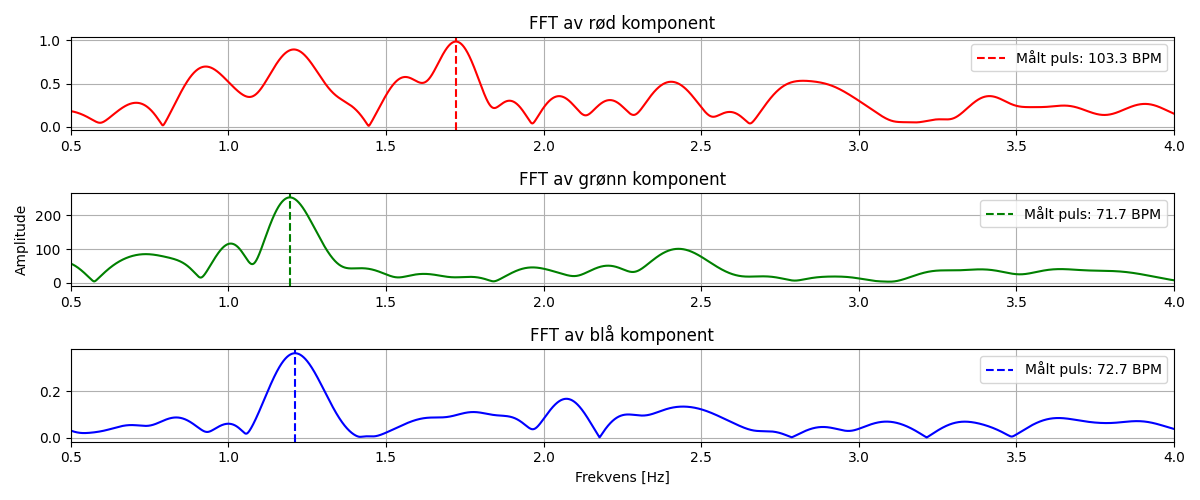 FFT av rød komponent
1.0
0.5
0.0
Målt puls: 103.3 BPM
0.5 1.0 1.5 2.0 2.5 3.0 3.5 4.0
FFT av grønn komponent
Amplitude
200
100
0
Målt puls: 71.7 BPM
0.5 1.0 1.5 2.0 2.5 3.0 3.5 4.0
FFT av blå komponent
0.2
0.0
Målt puls: 72.7 BPM
0.5 1.0 1.5 2.0 2.5 3.0 3.5 4.0
Frekvens [Hz]